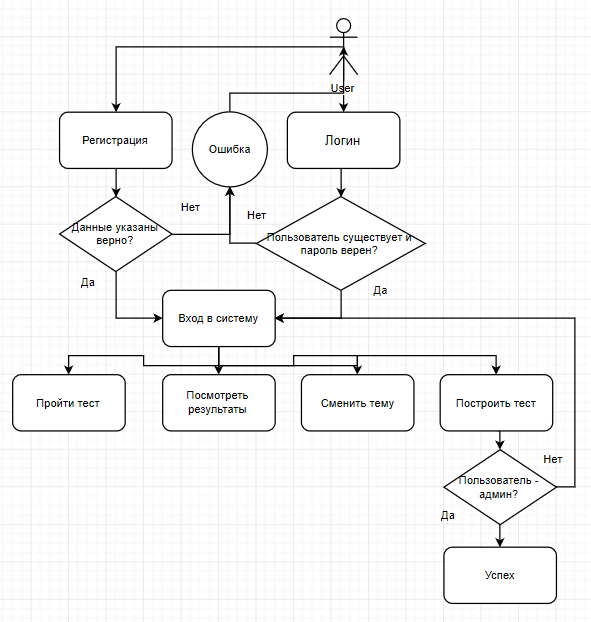 User
Регистрация
Ошибка
Логин
Нет
Нет
Данные указаны
верно?
Пользователь существует и
пароль верен?
Да
Да
Вход в систему
Пройти тест
Посмотреть
результаты
Сменить тему
Построить тест
Нет
Пользователь -
админ?
Да
Успех